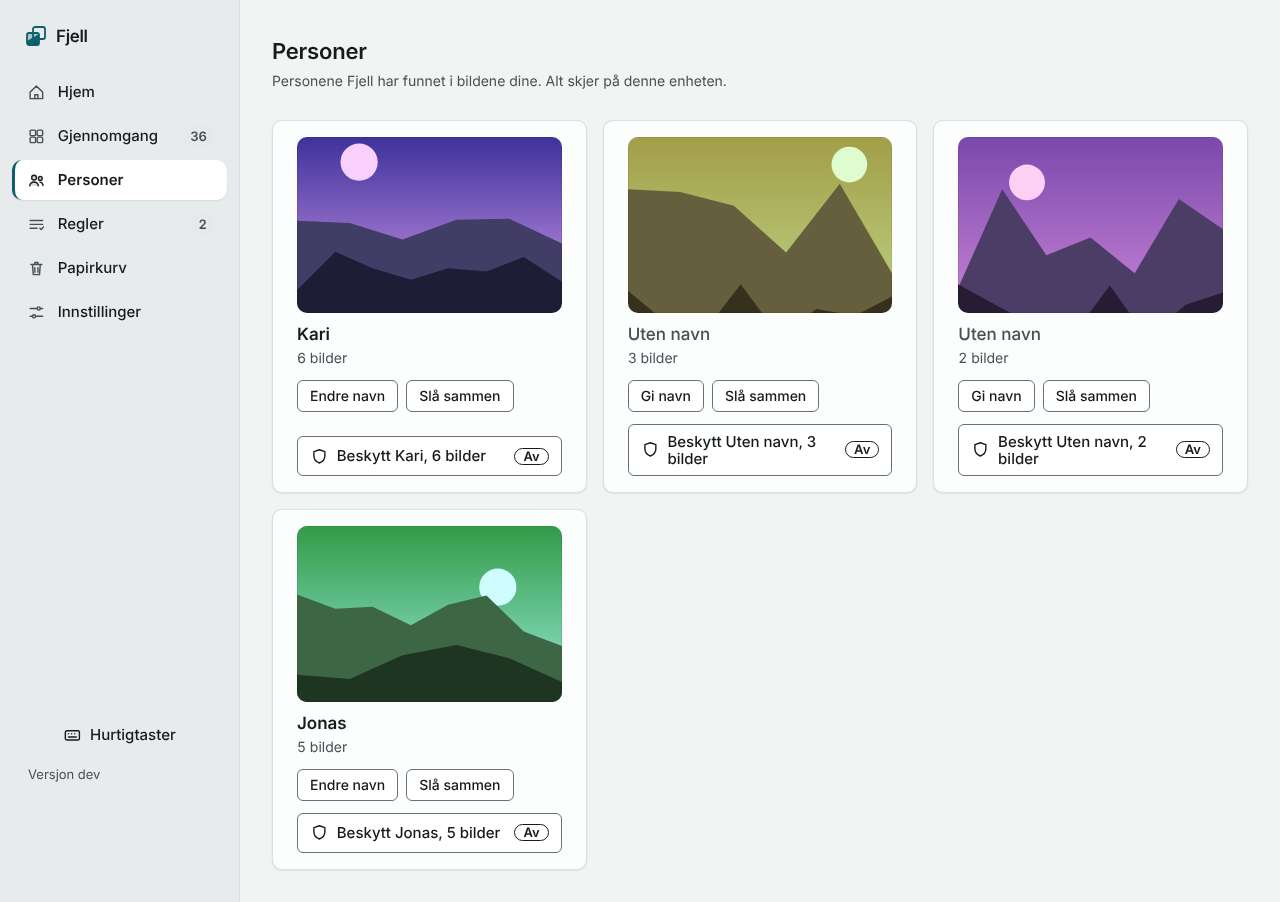 Fjell
Hjem
Gjennomgang 36
Personer
Regler 2
Papirkurv
Innstillinger
Hurtigtaster
Versjon dev
Personer
Personene Fjell har funnet i bildene dine. Alt skjer på denne enheten.
Kari
6 bilder
Endre navn Slå sammen
Beskytt Kari, 6 bilder Av
Uten navn
3 bilder
Gi navn Slå sammen
Beskytt Uten navn, 3
bilder
Av
Uten navn
2 bilder
Gi navn Slå sammen
Beskytt Uten navn, 2
bilder
Av
Jonas
5 bilder
Endre navn Slå sammen
Beskytt Jonas, 5 bilder Av